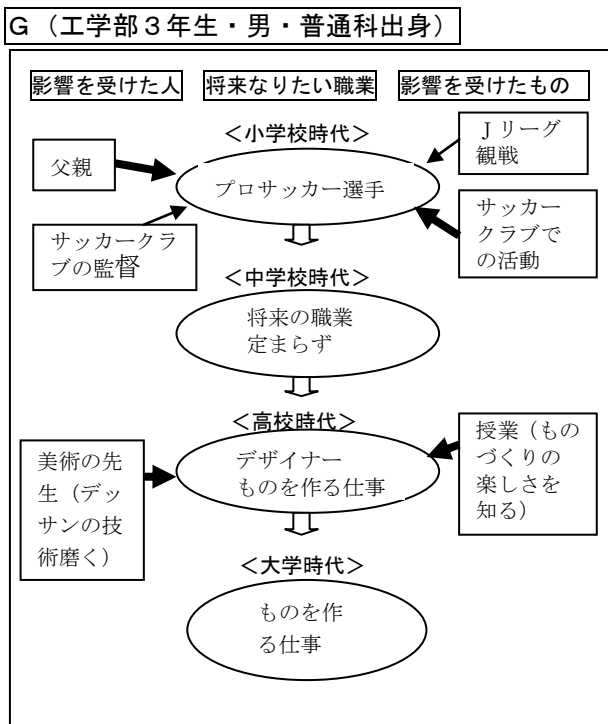 G（工学部３年生・男・普通科出身）
影響を受けた人
将来なりたい職業
影響を受けたもの
＜小学校時代＞
父親
Ｊリーグ
観戦
プロサッカー選手
サッカークラ
ブの監督
サッカー
クラブで
の活動
＜中学校時代＞
将来の職業
定まらず
＜高校時代＞
美術の先
生（デッ
サンの技
術磨く）
デザイナー
ものを作る仕事
授業（もの
づくりの
楽しさを
知る）
＜大学時代＞
ものを作
る仕事